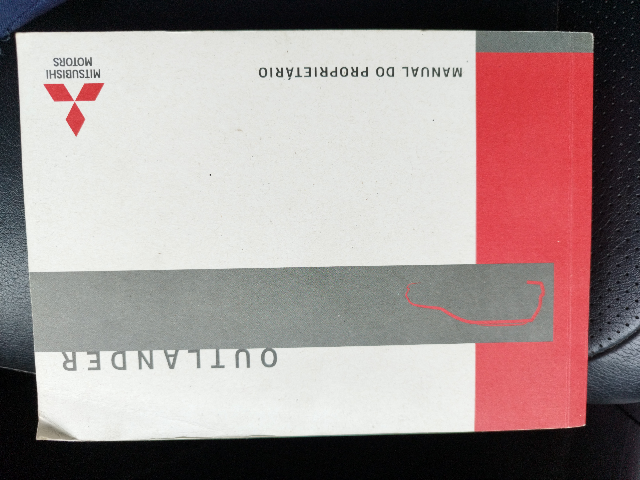 OUTLANDER
MANUAL DO PROPRIETÁRIO
MITSUBISHI
MOTORS